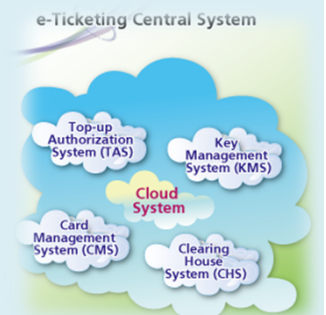 e-Ticketing Central System
Top-up
Authorization
System (TAS)
Key
Management
System (KMS)
Cloud
System
Card
Management
System (CMS)
Clearing
House
System (CHS)